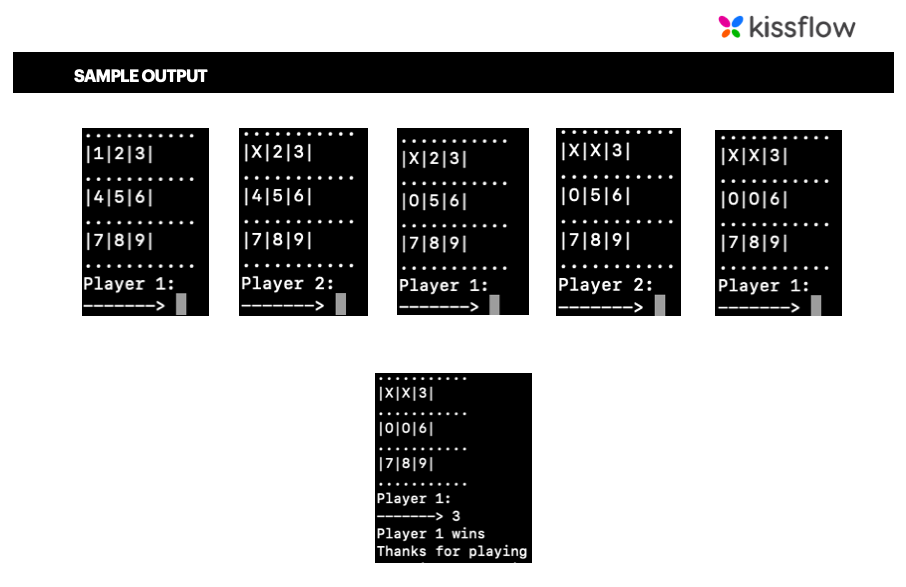 kissflow
SAMPLE OUTPUT
...........
|1|2|3|
...........
|4|5|6|
...........
|7|8|9|
...........
Player 1:
-------->
...........
|X|2|3|
...........
|4|5|6|
...........
|7|8|9|
...........
Player 2:
-------->
...........
|X|2|3|
...........
|O|5|6|
...........
|7|8|9|
...........
Player 1:
-------->
...........
|X|X|3|
...........
|O|5|6|
...........
|7|8|9|
...........
Player 2:
-------->
...........
|X|X|3|
...........
|O|O|6|
...........
|7|8|9|
...........
Player 1:
-------->
...........
|X|X|3|
...........
|O|O|6|
...........
|7|8|9|
...........
Player 1:
-------> 3
Player 1 wins
Thanks for playing